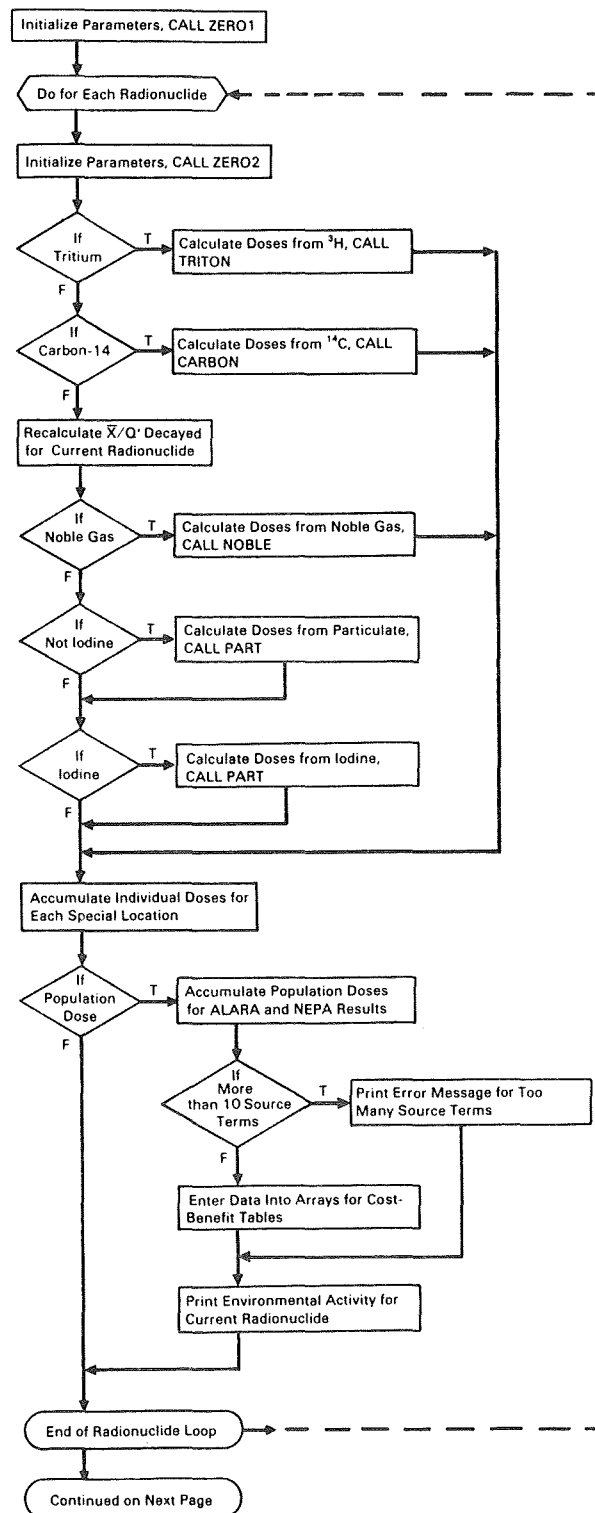 Initialize Parameters, CALL ZERO1
Do for Each Radionuclide
Initialize Parameters, CALL ZERO2
If
Tritium
T
F
Calculate Doses from ³H, CALL
TRITON
If
Carbon-14
T
F
Calculate Doses from ¹⁴C, CALL
CARBON
Recalculate X̅/Q' Decayed
for Current Radionuclide
If
Noble Gas
T
F
Calculate Doses from Noble Gas,
CALL NOBLE
If
Not Iodine
T
F
Calculate Doses from Particulate,
CALL PART
If
Iodine
T
F
Calculate Doses from Iodine,
CALL PART
Accumulate Individual Doses for
Each Special Location
If
Population
Dose
T
F
Accumulate Population Doses
for ALARA and NEPA Results
If
More
than 10 Source
Terms
T
F
Print Error Message for Too
Many Source Terms
Enter Data Into Arrays for Cost-
Benefit Tables
Print Environmental Activity for
Current Radionuclide
End of Radionuclide Loop
Continued on Next Page